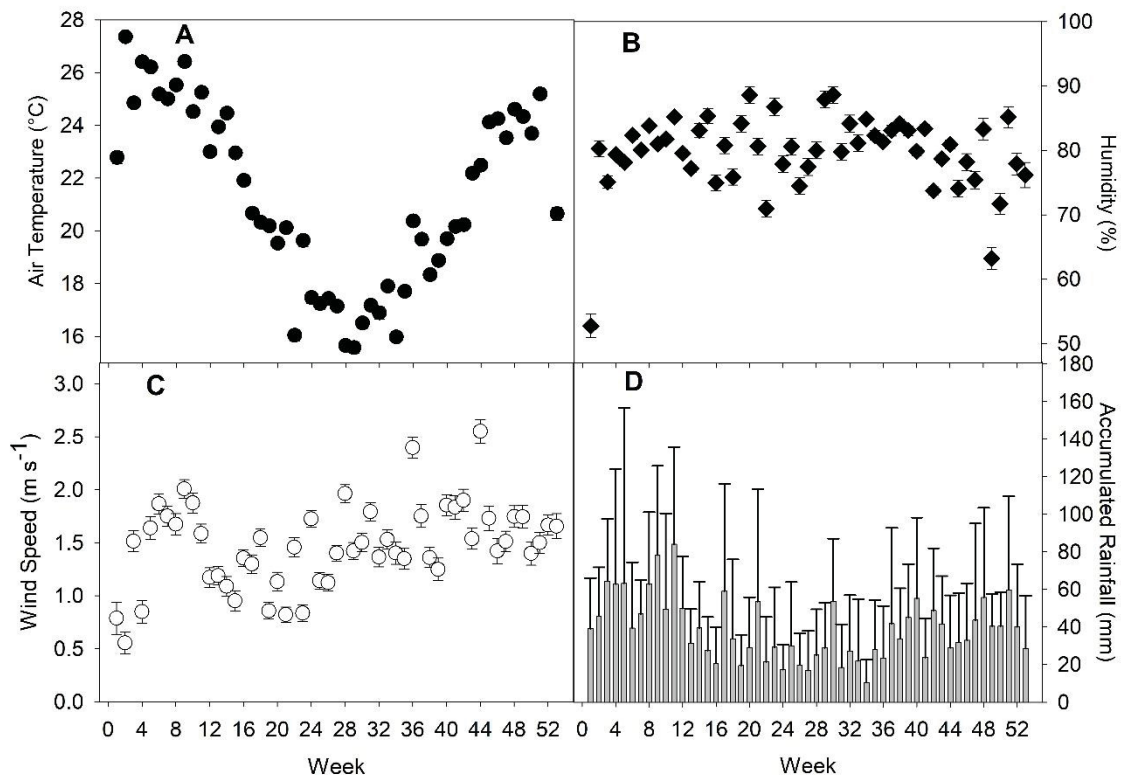 A
28
26
24
22
20
18
16
Air Temperature (°C)
B
100
90
80
70
60
50
Humidity (%)
C
3.0
2.5
2.0
1.5
1.0
0.5
0.0
Wind Speed (m s⁻¹)
0 4 8 12 16 20 24 28 32 36 40 44 48 52
Week
D
180
160
140
120
100
80
60
40
20
0
Accumulated Rainfall (mm)
0 4 8 12 16 20 24 28 32 36 40 44 48 52
Week